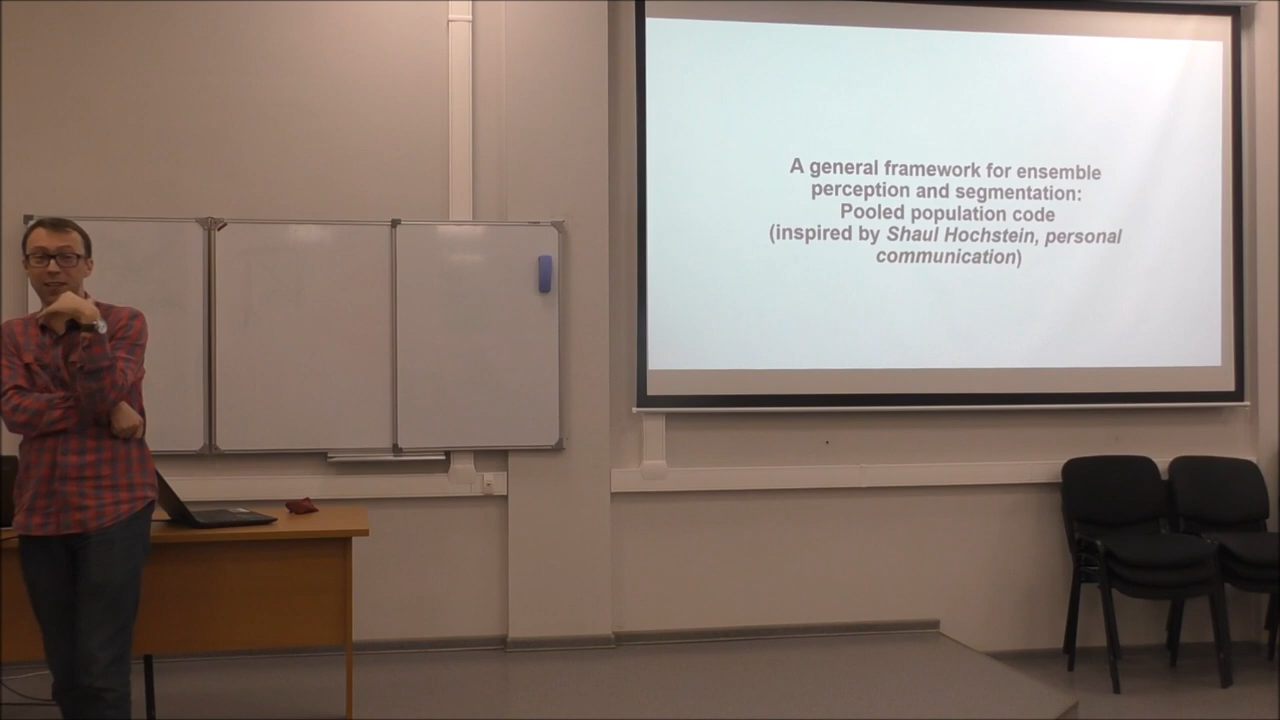 A general framework for ensemble
perception and segmentation:
Pooled population code
(inspired by Shaul Hochstein, personal
communication)